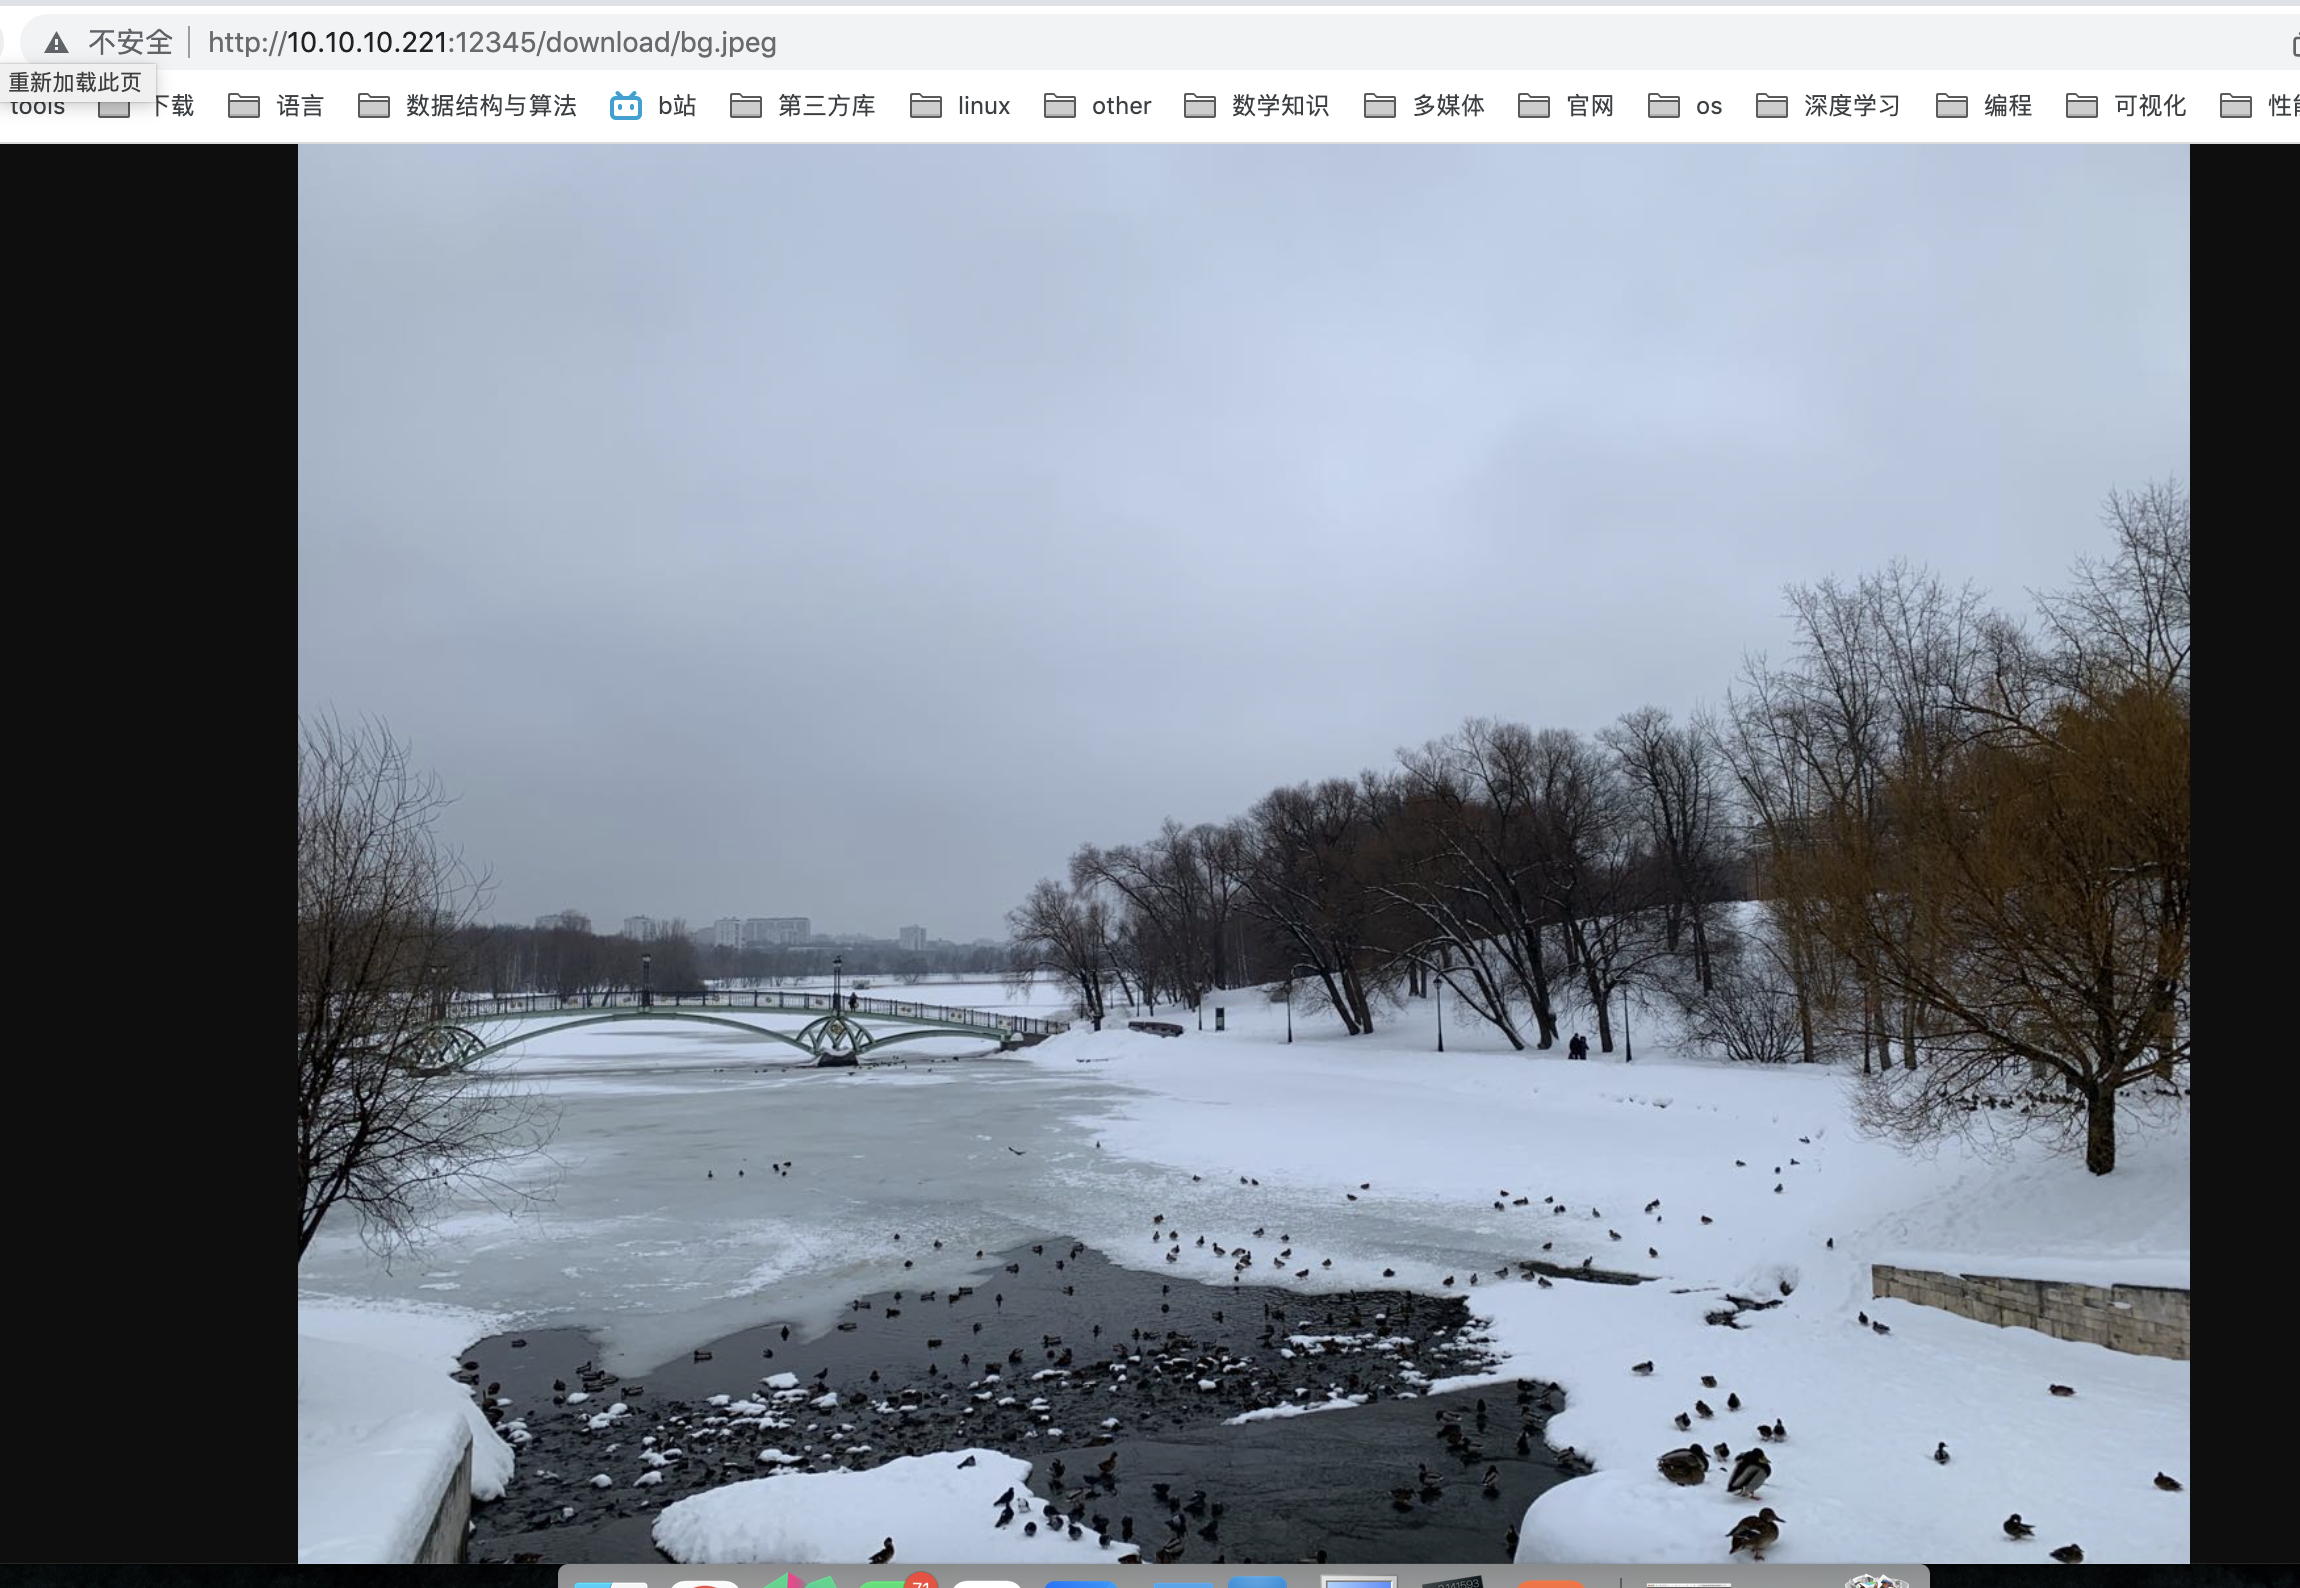 不安全 http://10.10.10.221:12345/download/bg.jpeg
重新加载此页
tools 下载 语言 数据结构与算法 b站 第三方库 linux other 数学知识 多媒体 官网 os 深度学习 编程 可视化
71